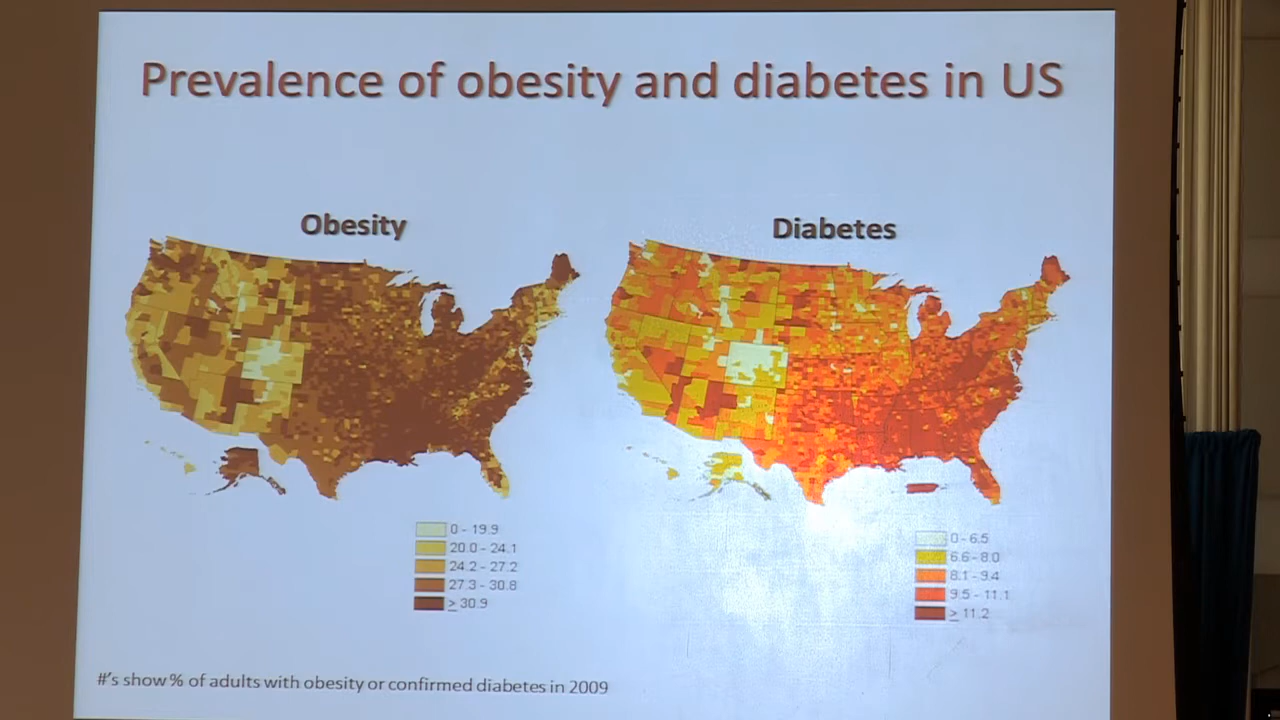 Prevalence of obesity and diabetes in US
Obesity
Diabetes
0 - 19.9
20.0 - 24.1
24.2 - 27.2
27.3 - 30.8
≥ 30.9
0 - 6.5
6.6 - 8.0
8.1 - 9.4
9.5 - 11.1
≥ 11.2
#'s show % of adults with obesity or confirmed diabetes in 2009